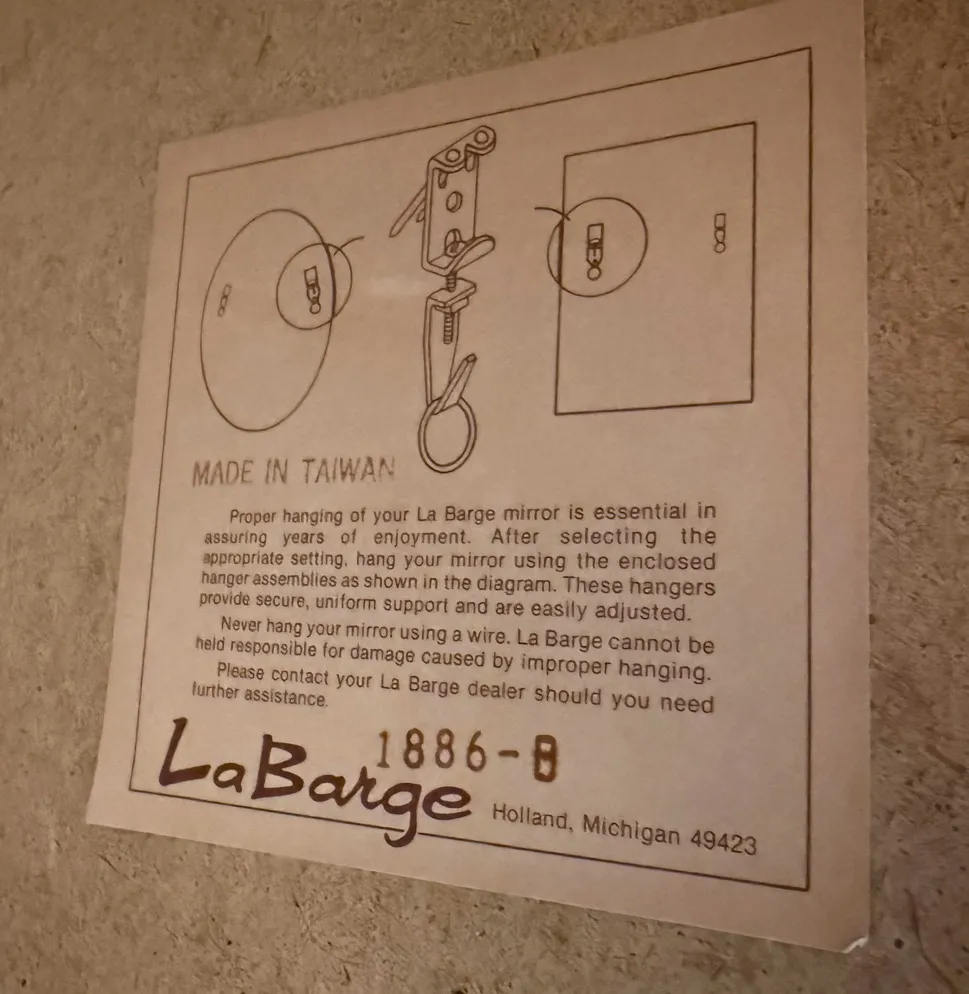 MADE IN TAIWAN
Proper hanging of your La Barge mirror is essential in
assuring years of enjoyment. After selecting the
appropriate setting, hang your mirror using the enclosed
hanger assemblies as shown in the diagram. These hangers
provide secure, uniform support and are easily adjusted.
Never hang your mirror using a wire. La Barge cannot be
held responsible for damage caused by improper hanging.
Please contact your La Barge dealer should you need
further assistance.
1886-B
LaBarge Holland, Michigan 49423